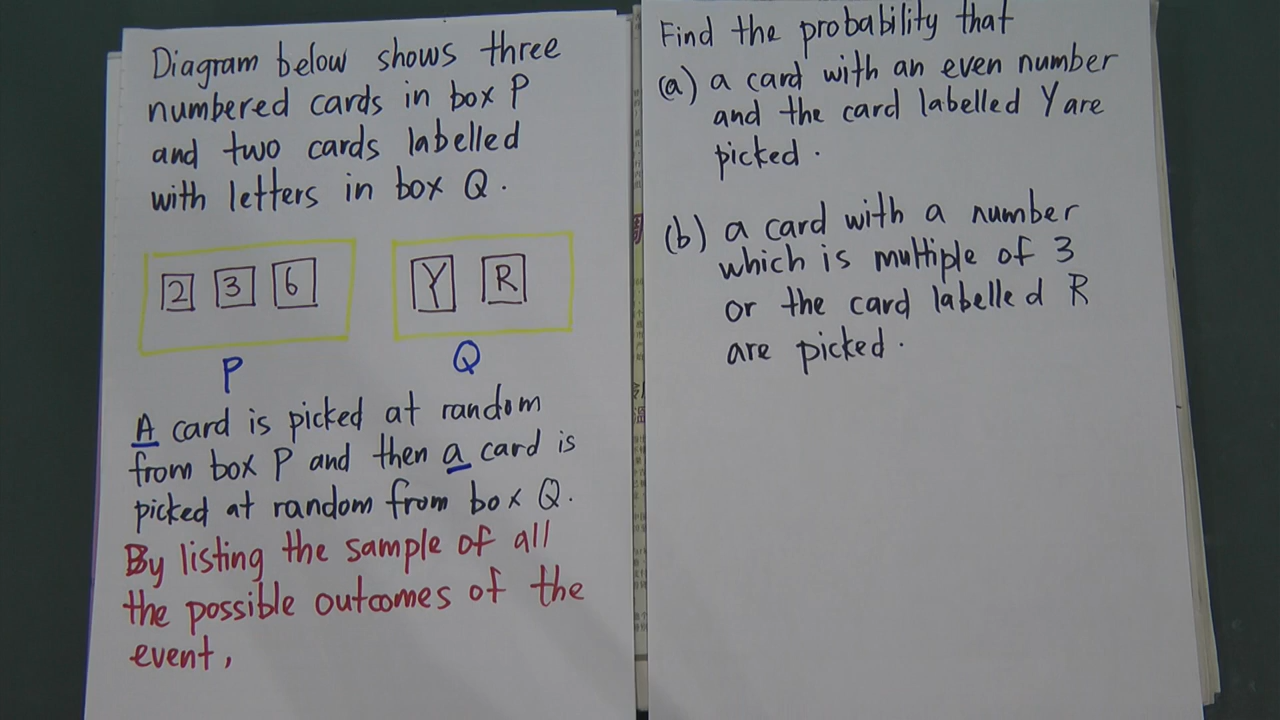 Diagram below shows three
numbered cards in box P
and two cards labelled
with letters in box Q.
2 3 6
Y R
P
Q
A card is picked at random
from box P and then a card is
picked at random from box Q.
By listing the sample of all
the possible outcomes of the
event,
Find the probability that
(a) a card with an even number
and the card labelled Y are
picked.
(b) a card with a number
which is multiple of 3
or the card labelled R
are picked.